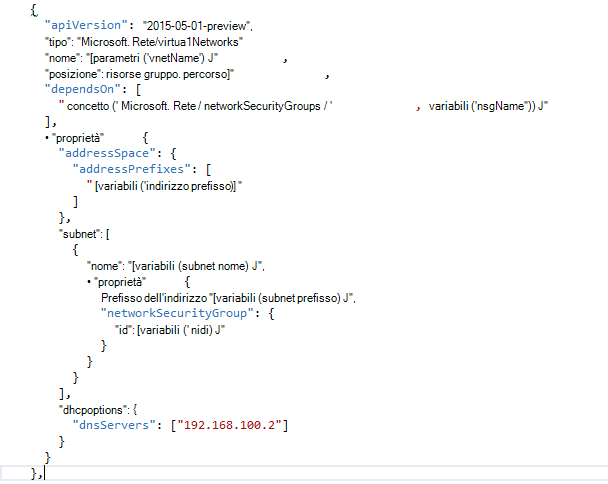 {
"apiVersion": "2015-05-01-preview",
"tipo": "Microsoft. Rete/virtua1Networks"
"nome": "[parametri ('vnetName') J" ,
"posizione": risorse gruppo. percorso]" ,
"dependsOn": [
" concetto (' Microsoft. Rete / networkSecurityGroups / ' , variabili ('nsgName")) J"
],
• "proprietà" {
"addressSpace": {
"addressPrefixes": [
" [variabili ('indirizzo prefisso)] "
]
},
"subnet": [
{
"nome": "[variabili (subnet nome) J",
• "proprietà" {
Prefisso dell'indirizzo "[variabili (subnet prefisso) J",
"networkSecurityGroup": {
"id": [variabili (' nidi) J"
}
}
}
],
"dhcpoptions": {
"dnsServers": ["192.168.100.2"]
}
}
},